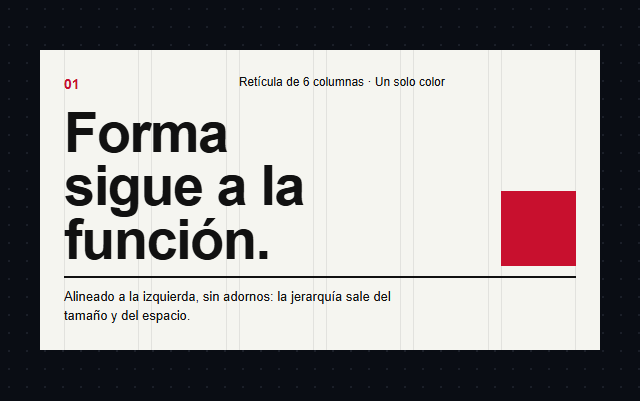 01
Retícula de 6 columnas · Un solo color
Forma
sigue a la
función.
Alineado a la izquierda, sin adornos: la jerarquía sale del
tamaño y del espacio.